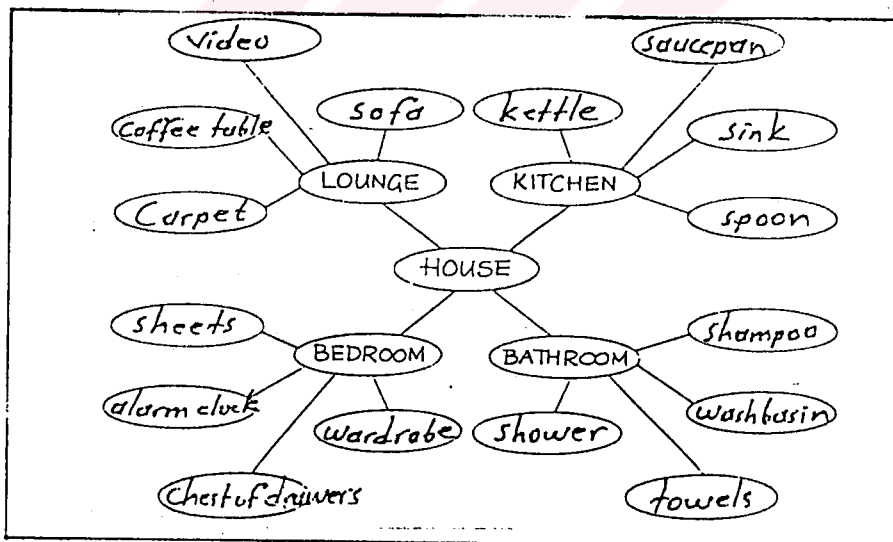 video
saucepan
sofa
kettle
coffee table
sink
LOUNGE
KITCHEN
Carpet
spoon
HOUSE
sheets
shampoo
BEDROOM
BATHROOM
alarm clock
washbasin
wardrobe
shower
Chest of drawers
towels